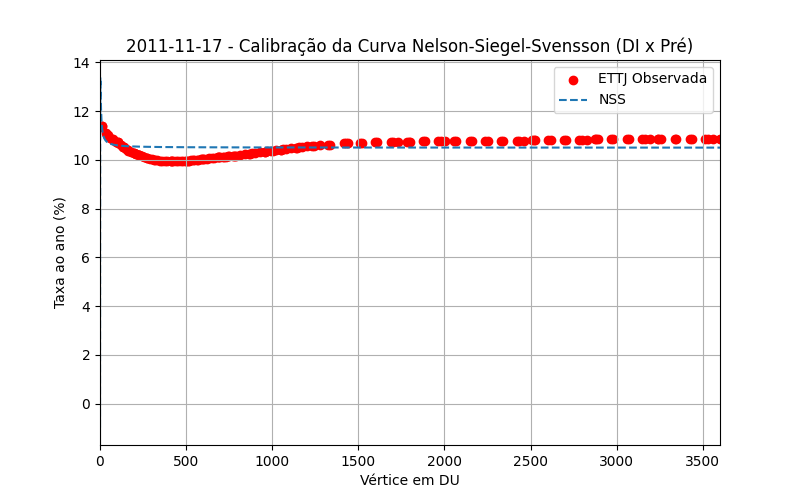 2011-11-17 - Calibração da Curva Nelson-Siegel-Svensson (DI x Pré)
ETTJ Observada
NSS
Taxa ao ano (%)
14
12
10
8
6
4
2
0
0 500 1000 1500 2000 2500 3000 3500
Vértice em DU